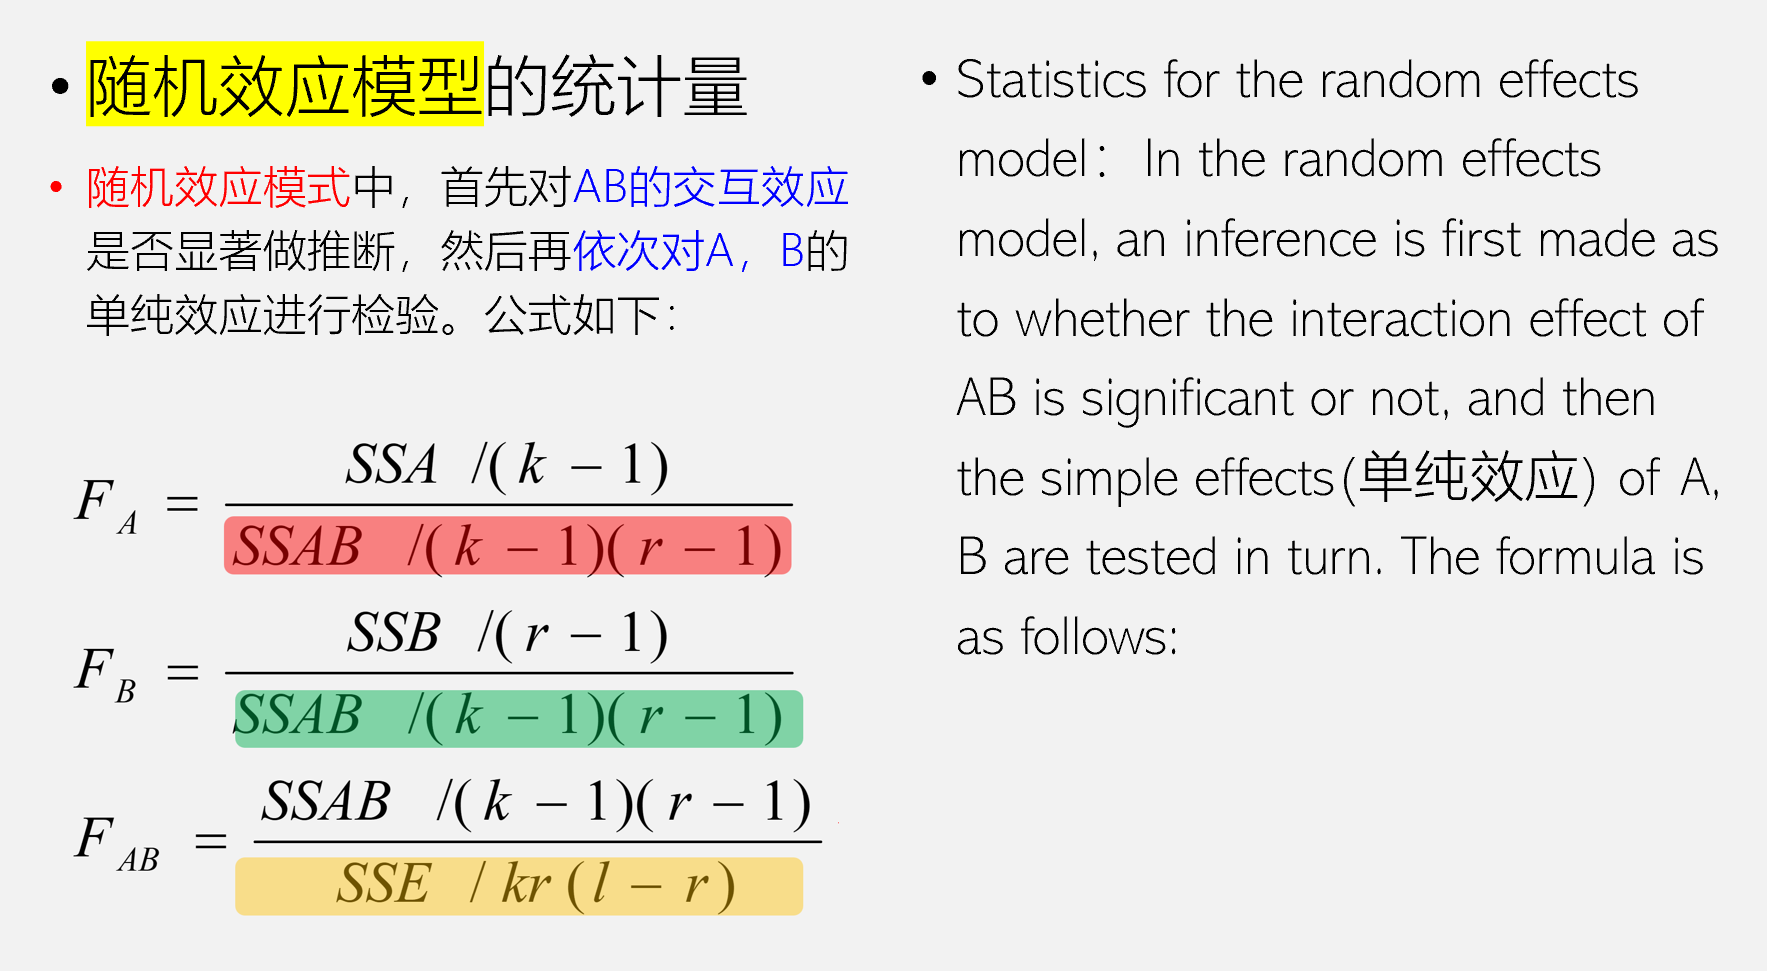 • 随机效应模型的统计量
• 随机效应模式中，首先对AB的交互效应
是否显著做推断，然后再依次对A，B的
单纯效应进行检验。公式如下：
F_A = \frac{SSA /(k − 1)}{SSAB /(k − 1)(r − 1)}
F_B = \frac{SSB /(r − 1)}{SSAB /(k − 1)(r − 1)}
F_{AB} = \frac{SSAB /(k − 1)(r − 1)}{SSE / kr (l − r)}
• Statistics for the random effects
model：In the random effects
model, an inference is first made as
to whether the interaction effect of
AB is significant or not, and then
the simple effects(单纯效应) of A,
B are tested in turn. The formula is
as follows: